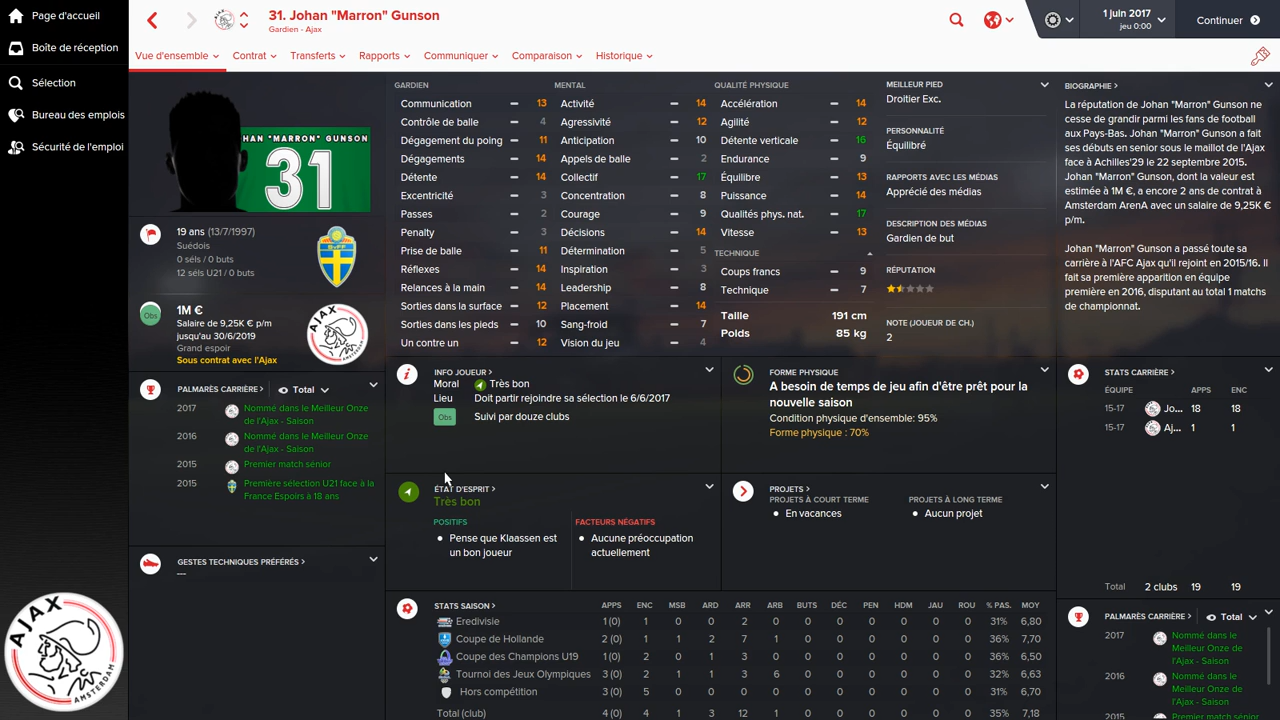 Page d'accueil
Boîte de réception
Sélection
Bureau des emplois
Sécurité de l'emploi
31. Johan "Marron" Gunson
Gardien - Ajax
1 juin 2017
jeu 0:00
Continuer
Vue d'ensemble
Contrat
Transferts
Rapports
Communiquer
Comparaison
Historique
HAN "MARRON" GUNSON
31
19 ans (13/7/1997)
Suédois
0 séls / 0 buts
12 séls U21 / 0 buts
Obs
1M €
Salaire de 9,25K € p/m
jusqu'au 30/6/2019
Grand espoir
Sous contrat avec l'Ajax
AJAX
AMSTERDAM
PALMARÈS CARRIÈRE > Total
2017 Nommé dans le Meilleur Onze
de l'Ajax - Saison
2016 Nommé dans le Meilleur Onze
de l'Ajax - Saison
2015 Premier match sénior
2015 Première sélection U21 face à la
France Espoirs à 18 ans
GESTES TECHNIQUES PRÉFÉRÉS >
---
GARDIEN
Communication - 13
Contrôle de balle - 4
Dégagement du poing - 11
Dégagements - 14
Détente - 14
Excentricité - 3
Passes - 2
Penalty - 3
Prise de balle - 11
Réflexes - 14
Relances à la main - 14
Sorties dans la surface - 12
Sorties dans les pieds - 10
Un contre un - 12
MENTAL
Activité - 14
Agressivité - 12
Anticipation - 10
Appels de balle - 2
Collectif - 17
Concentration - 8
Courage - 9
Décisions - 14
Détermination - 5
Inspiration - 3
Leadership - 8
Placement - 14
Sang-froid - 7
Vision du jeu - 4
QUALITÉ PHYSIQUE
Accélération - 14
Agilité - 12
Détente verticale - 16
Endurance - 9
Équilibre - 13
Puissance - 14
Qualités phys. nat. - 17
Vitesse - 13
TECHNIQUE
Coups francs - 9
Technique - 7
Taille 191 cm
Poids 85 kg
MEILLEUR PIED
Droitier Exc.
PERSONNALITÉ
Équilibré
RAPPORTS AVEC LES MÉDIAS
Apprécié des médias
DESCRIPTION DES MÉDIAS
Gardien de but
RÉPUTATION
NOTE (JOUEUR DE CH.)
2
BIOGRAPHIE >
La réputation de Johan "Marron" Gunson ne
cesse de grandir parmi les fans de football
aux Pays-Bas. Johan "Marron" Gunson a fait
ses débuts en senior sous le maillot de l'Ajax
face à Achilles'29 le 22 septembre 2015.
Johan "Marron" Gunson, dont la valeur est
estimée à 1M €, a encore 2 ans de contrat à
Amsterdam ArenA avec un salaire de 9,25K €
p/m.
Johan "Marron" Gunson a passé toute sa
carrière à l'AFC Ajax qu'il rejoint en 2015/16. Il
fait sa première apparition en équipe
première en 2016, disputant au total 1 matchs
de championnat.
INFO JOUEUR >
Moral Très bon
Lieu Doit partir rejoindre sa sélection le 6/6/2017
Obs Suivi par douze clubs
FORME PHYSIQUE >
A besoin de temps de jeu afin d'être prêt pour la
nouvelle saison
Condition physique d'ensemble: 95%
Forme physique : 70%
ÉTAT D'ESPRIT >
Très bon
POSITIFS
Pense que Klaassen est
un bon joueur
FACTEURS NÉGATIFS
Aucune préoccupation
actuellement
PROJETS >
PROJETS À COURT TERME
En vacances
PROJETS À LONG TERME
Aucun projet
STATS SAISON > APPS ENC MSB ARD ARR ARB BUTS DÉC PEN HDM JAU ROU % PAS. MOY
Eredivisie 1 (0) 1 0 0 2 0 0 0 0 0 0 0 31% 6,80
Coupe de Hollande 2 (0) 1 1 2 7 1 0 0 0 0 0 0 36% 7,70
Coupe des Champions U19 1 (0) 2 0 1 3 0 0 0 0 0 0 0 36% 6,50
Tournoi des Jeux Olympiques 3 (0) 2 1 1 3 6 0 0 0 0 0 0 32% 6,63
Hors compétition 3 (0) 5 0 0 0 0 0 0 0 0 0 0 31% 6,70
Total (club) 4 (0) 4 1 3 12 1 0 0 0 0 0 0 35% 7,18
STATS CARRIÈRE >
ÉQUIPE APPS ENC
15-17 Jo... 18 18
15-17 Aj... 1 1
Total 2 clubs 19 19
PALMARÈS CARRIÈRE > Total
2017 Nommé dans le
Meilleur Onze de
l'Ajax - Saison
2016 Nommé dans le
Meilleur Onze de
l'Ajax - Saison
2015 Premier match sénior
AJAX
AMSTERDAM